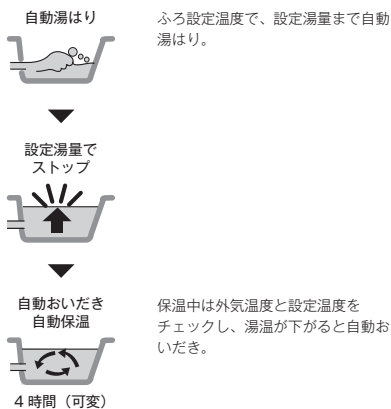 自動湯はり
ふろ設定温度で、設定湯量まで自動
湯はり。
設定湯量で
ストップ
自動おいだき
自動保温
保温中は外気温度と設定温度を
チェックし、湯温が下がると自動お
いだき。
4 時間（可変）